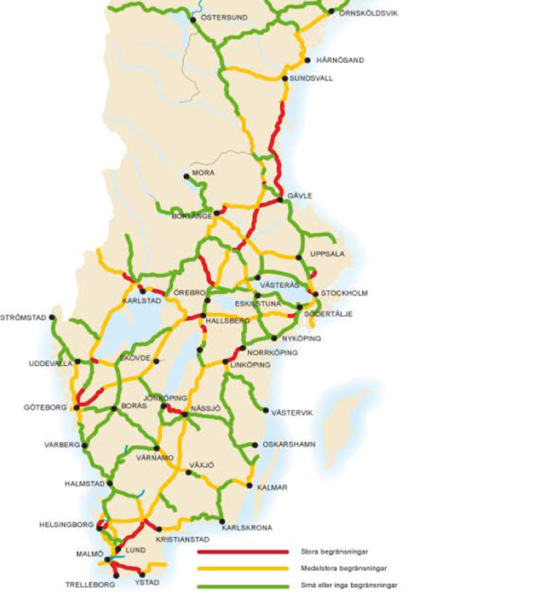 ÖSTERSUND
ÖRNSKÖLDSVIK
HÄRNÖSAND
SUNDSVALL
MORA
GÄVLE
BORLÄNGE
UPPSALA
VÄSTERÅS
ÖREBRO
STOCKHOLM
KARLSTAD
ESKILSTUNA
SÖDERTÄLJE
STRÖMSTAD
HALLSBERG
NYKÖPING
NORRKÖPING
SKÖVDE
UDDEVALLA
LINKÖPING
JÖNKÖPING
GÖTEBORG
BORÅS
NÄSSJÖ
VÄSTERVIK
VARBERG
OSKARSHAMN
VÄRNAMO
VÄXJÖ
HALMSTAD
KALMAR
HELSINGBORG
KARLSKRONA
KRISTIANSTAD
LUND
MALMÖ
TRELLEBORG
YSTAD
Stora begränsningar
Medelstora begränsningar
Små eller inga begränsningar